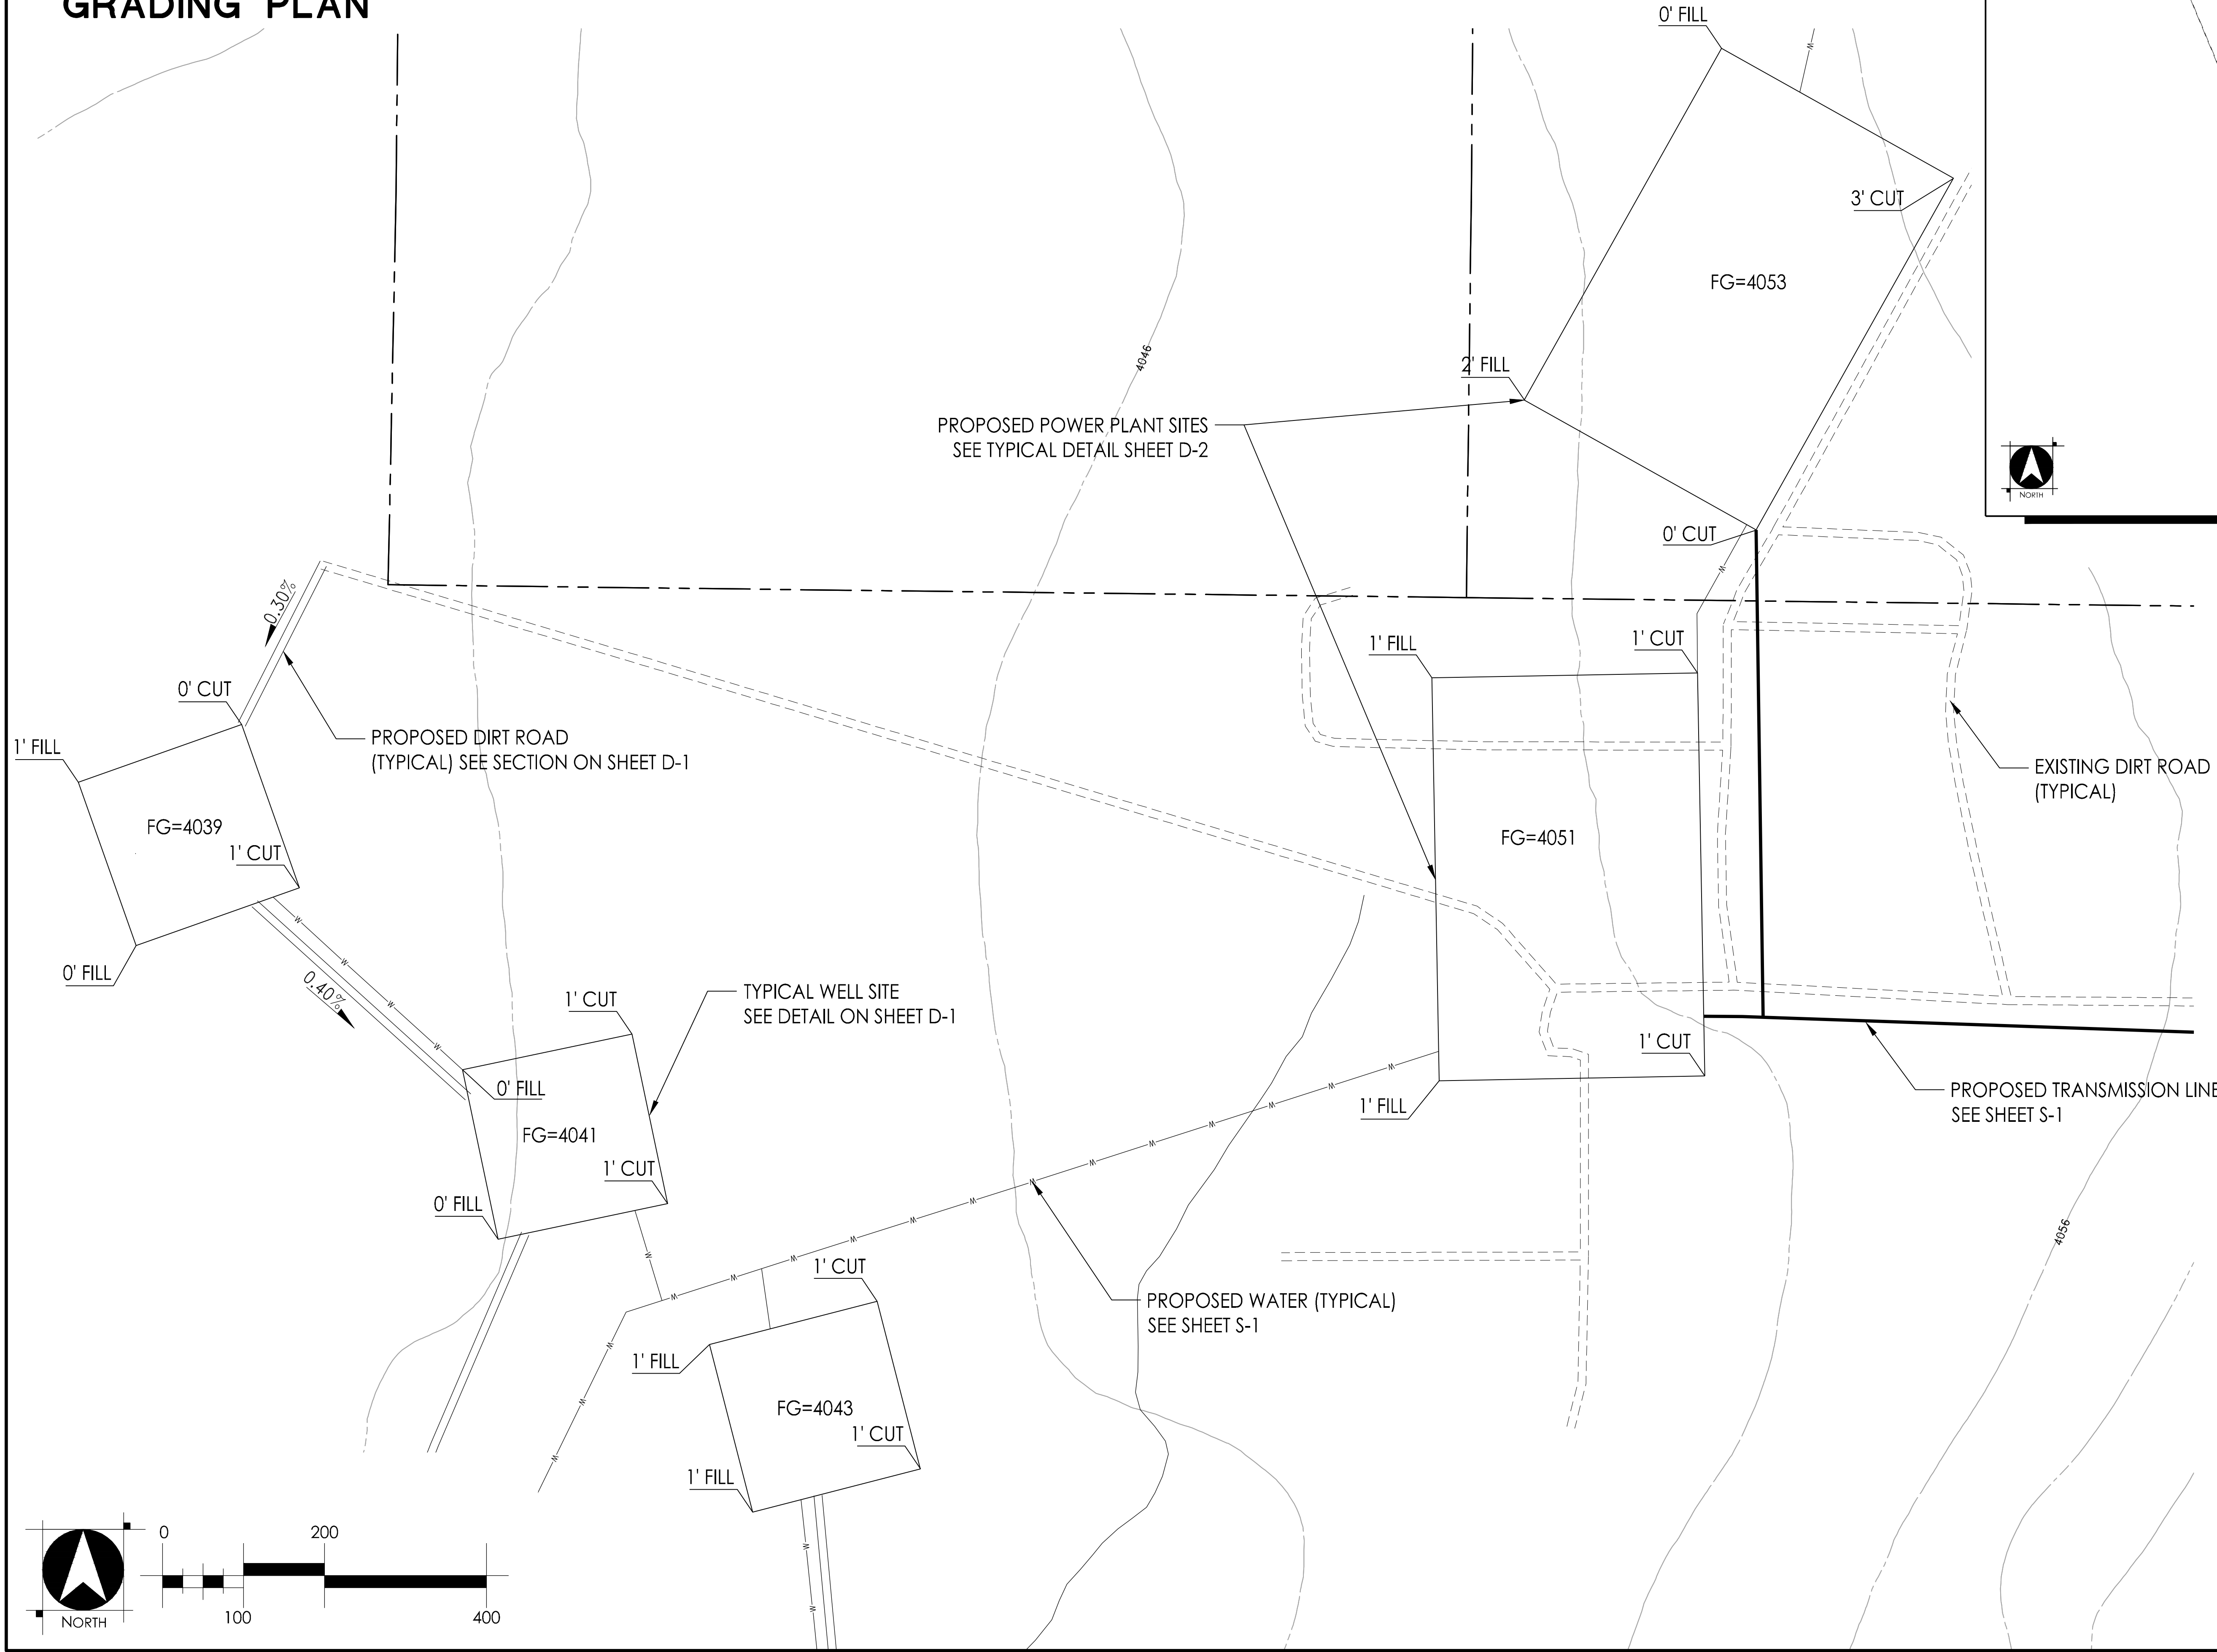 GRADING PLAN
0' FILL
W
3' CUT
FG=4053
4046
2' FILL
PROPOSED POWER PLANT SITES
SEE TYPICAL DETAIL SHEET D-2
NORTH
0' CUT
W
0.30%
1' FILL
1' CUT
0' CUT
PROPOSED DIRT ROAD
(TYPICAL) SEE SECTION ON SHEET D-1
1' FILL
EXISTING DIRT ROAD
(TYPICAL)
FG=4039
FG=4051
1' CUT
W
W
W
W
0' FILL
0.40%
TYPICAL WELL SITE
SEE DETAIL ON SHEET D-1
1' CUT
1' CUT
0' FILL
PROPOSED TRANSMISSION LINE
SEE SHEET S-1
1' FILL
FG=4041
1' CUT
0' FILL
W
W
W
W
W
W
W
W
W
W
W
W
W
W
4056
1' CUT
PROPOSED WATER (TYPICAL)
SEE SHEET S-1
1' FILL
W
W
W
FG=4043
1' CUT
1' FILL
W
W
0
200
100
400
NORTH